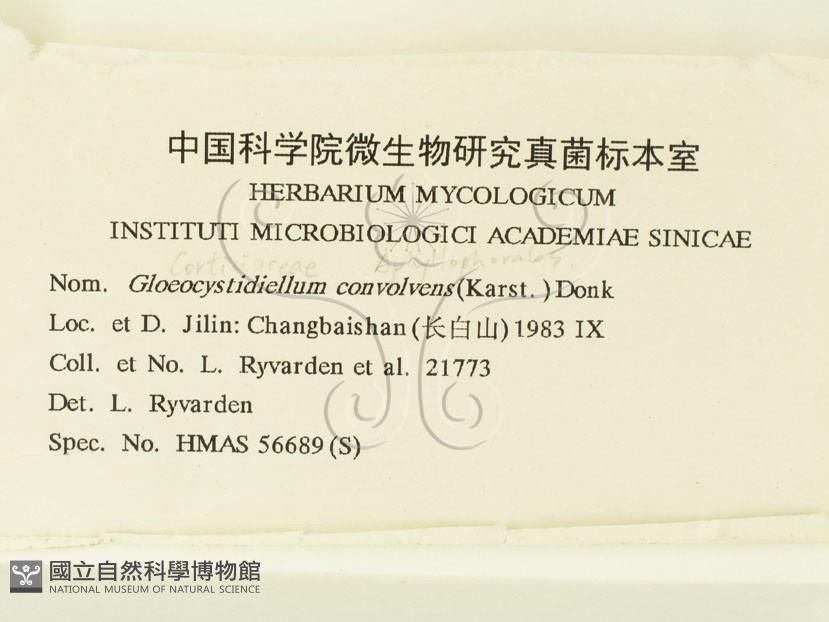 中国科学院微生物研究真菌标本室
HERBARIUM MYCOLOGICUM
INSTITUTI MICROBIOLOGICI ACADEMIAE SINICAE
Corticiaceae Aphyllophorales.
Nom. Gloeocystidiellum convolvens(Karst.)Donk
Loc. et D. Jilin: Changbaishan(长白山)1983 IX
Coll. et No. L. Ryvarden et al. 21773
Det. L. Ryvarden
Spec. No. HMAS 56689(S)
國立自然科學博物館
NATIONAL MUSEUM OF NATURAL SCIENCE